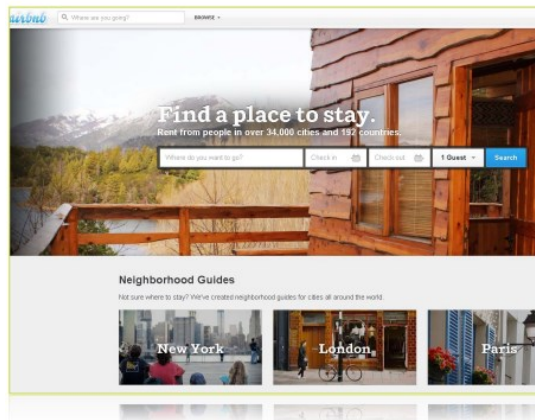 airbnb
Where are you going?
BROWSE
Find a place to stay.
Rent from people in over 34,000 cities and 192 countries.
Where do you want to go?
Check in
Check out
1 Guest
Search
Neighborhood Guides
Not sure where to stay? We've created neighborhood guides for cities all around the world.
New York
London
Paris